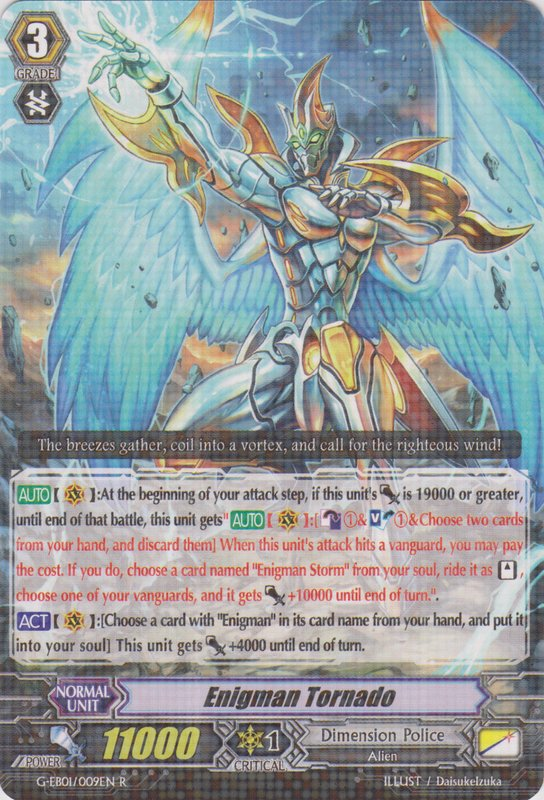 3
GRADE
The breezes gather, coil into a vortex, and call for the righteous wind!
AUTO【 】:At the beginning of your attack step, if this unit's is 19000 or greater,
until end of that battle, this unit gets" AUTO【 】:[ ①& V ①&Choose two cards
from your hand, and discard them] When this unit's attack hits a vanguard, you may pay
the cost. If you do, choose a card named "Enigman Storm" from your soul, ride it as ,
choose one of your vanguards, and it gets +10000 until end of turn.".
ACT【 】:[Choose a card with "Enigman" in its card name from your hand, and put it
into your soul] This unit gets +4000 until end of turn.
NORMAL
UNIT
Enigman Tornado
POWER
11000
1
CRITICAL
Dimension Police
Alien
G-EB01/009EN R
ILLUST / DaisukeIzuka